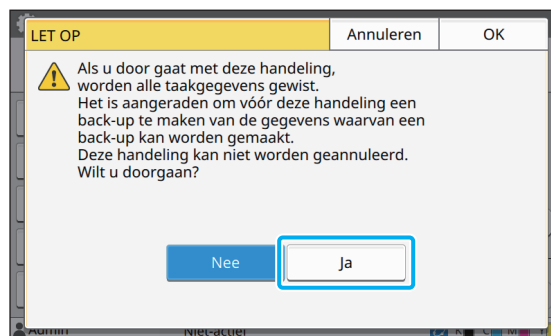 LET OP
Annuleren
OK
Als u door gaat met deze handeling,
worden alle taakgegevens gewist.
Het is aangeraden om vóór deze handeling een
back-up te maken van de gegevens waarvan een
back-up kan worden gemaakt.
Deze handeling kan niet worden geannuleerd.
Wilt u doorgaan?
Nee
Ja
Admin
Niet-actief
K C M Y